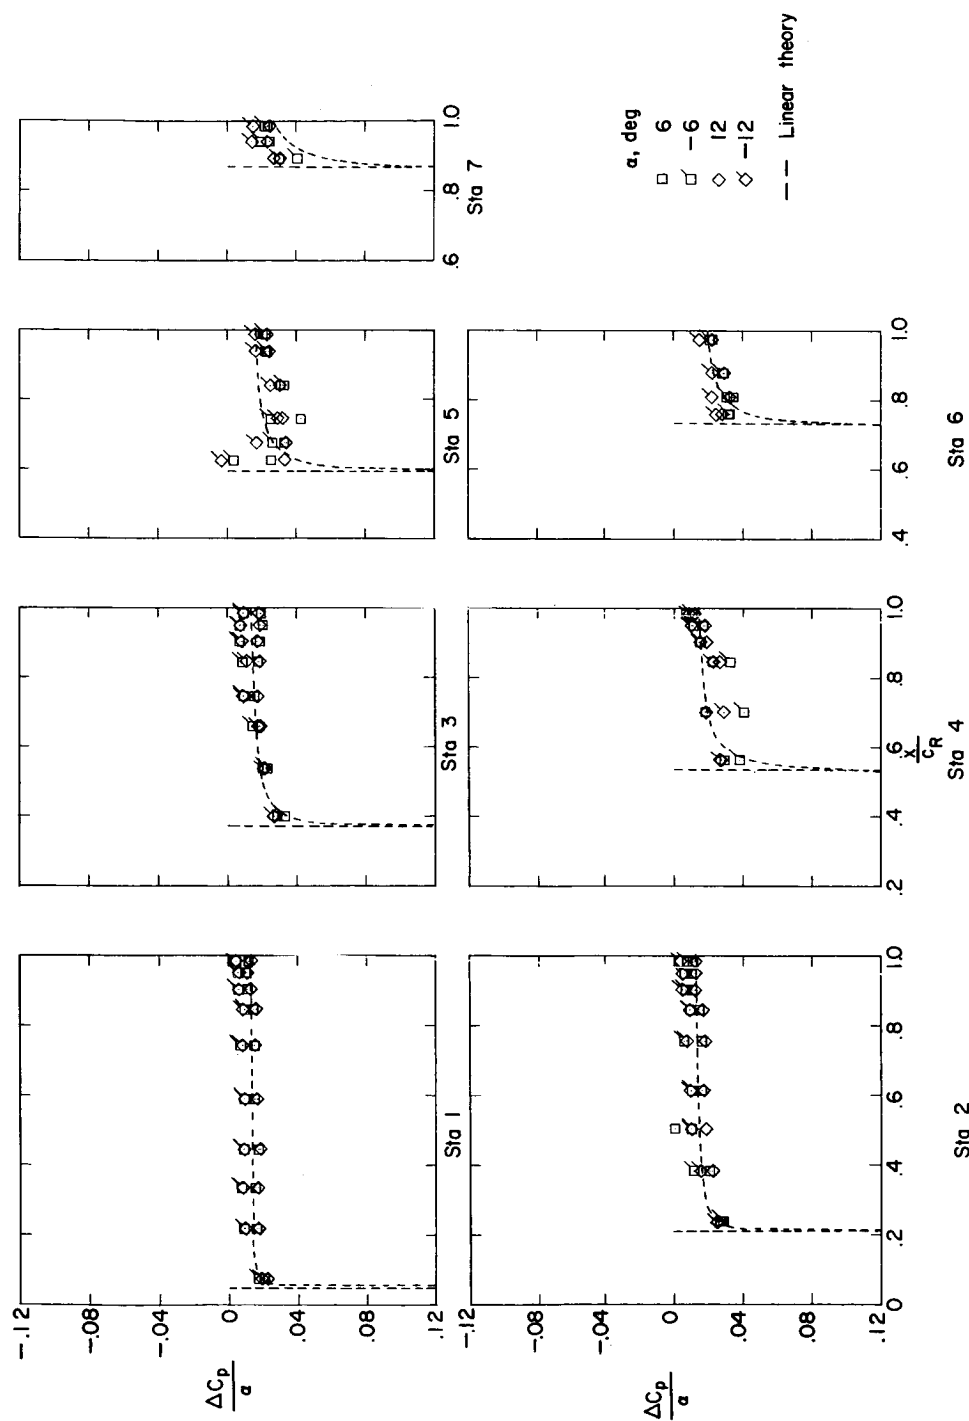 −.12
−.08
−.04
0
.04
.08
.12
ΔCp
α
Sta 1
Sta 3
.6
.8
1.0
Sta 5
Sta 7
α, deg
6
−6
12
−12
Linear theory
−.12
−.08
−.04
0
.04
.08
.12
ΔCp
α
0
.2
.4
.6
.8
1.0
Sta 2
.2
.4
.6
.8
1.0
x
cR
Sta 4
.4
.6
.8
1.0
Sta 6